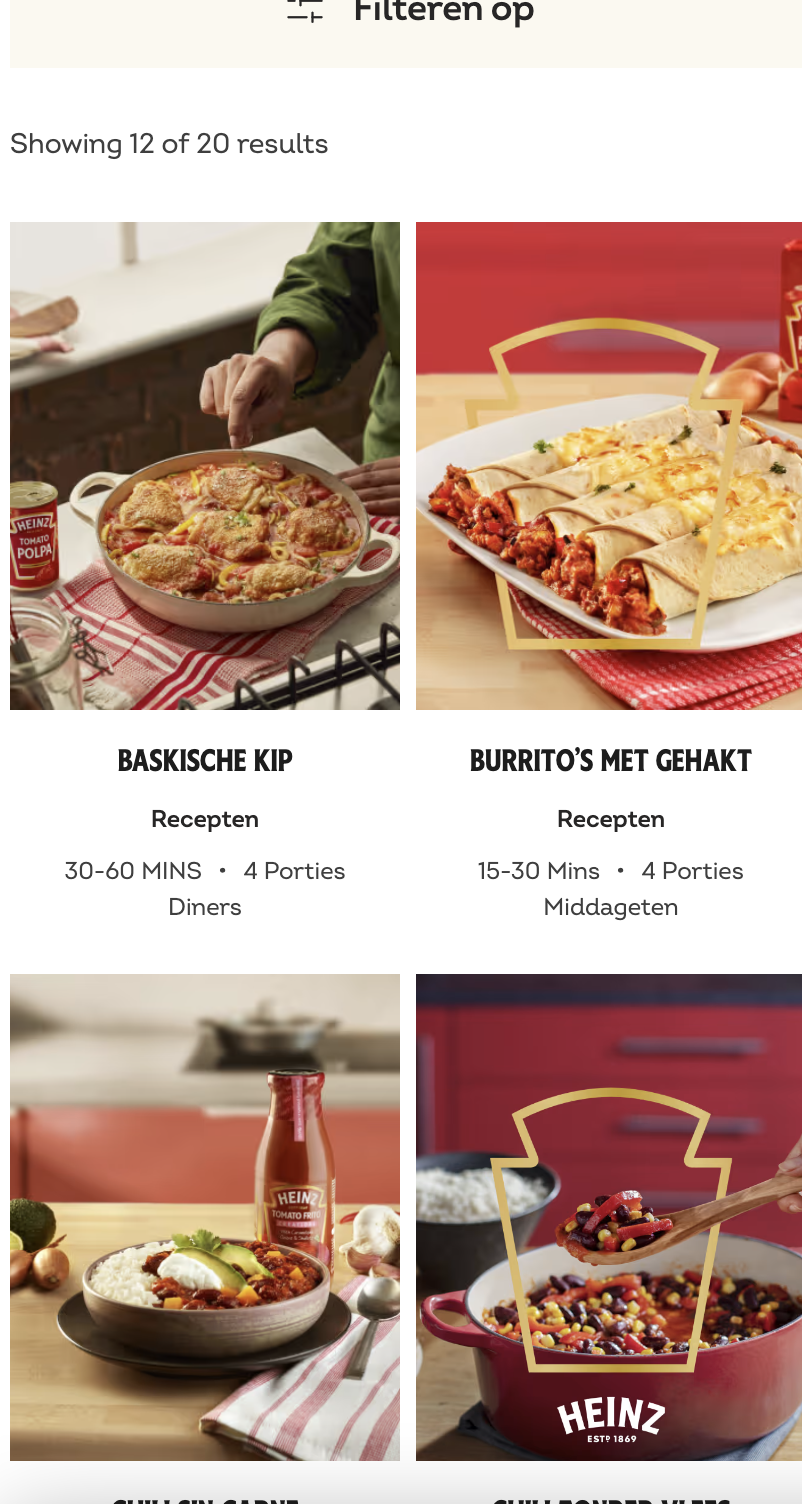 Filteren op
Showing 12 of 20 results
HEINZ
TOMATO
POLPA
BASKISCHE KIP
BURRITO’S MET GEHAKT
Recepten
Recepten
30-60 MINS • 4 Porties
Diners
15-30 Mins • 4 Porties
Middageten
HEINZ
TOMATO FRITO
HEINZ
ESTD 1869